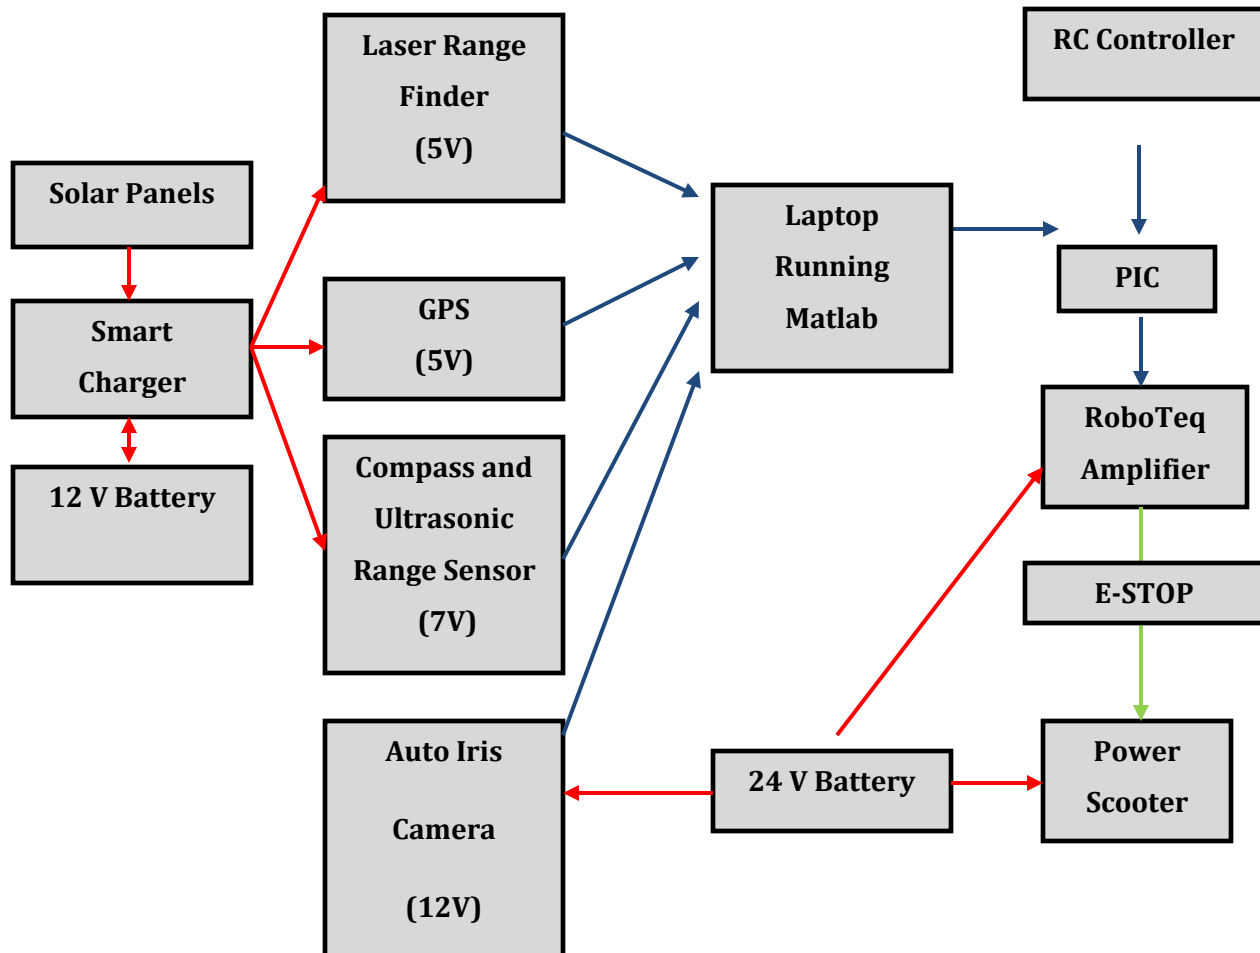 Laser Range
Finder
(5V)
RC Controller
Solar Panels
Laptop
Running
Matlab
PIC
GPS
(5V)
Smart
Charger
RoboTeq
Amplifier
Compass and
Ultrasonic
Range Sensor
(7V)
12 V Battery
E-STOP
Auto Iris
Camera
(12V)
24 V Battery
Power
Scooter